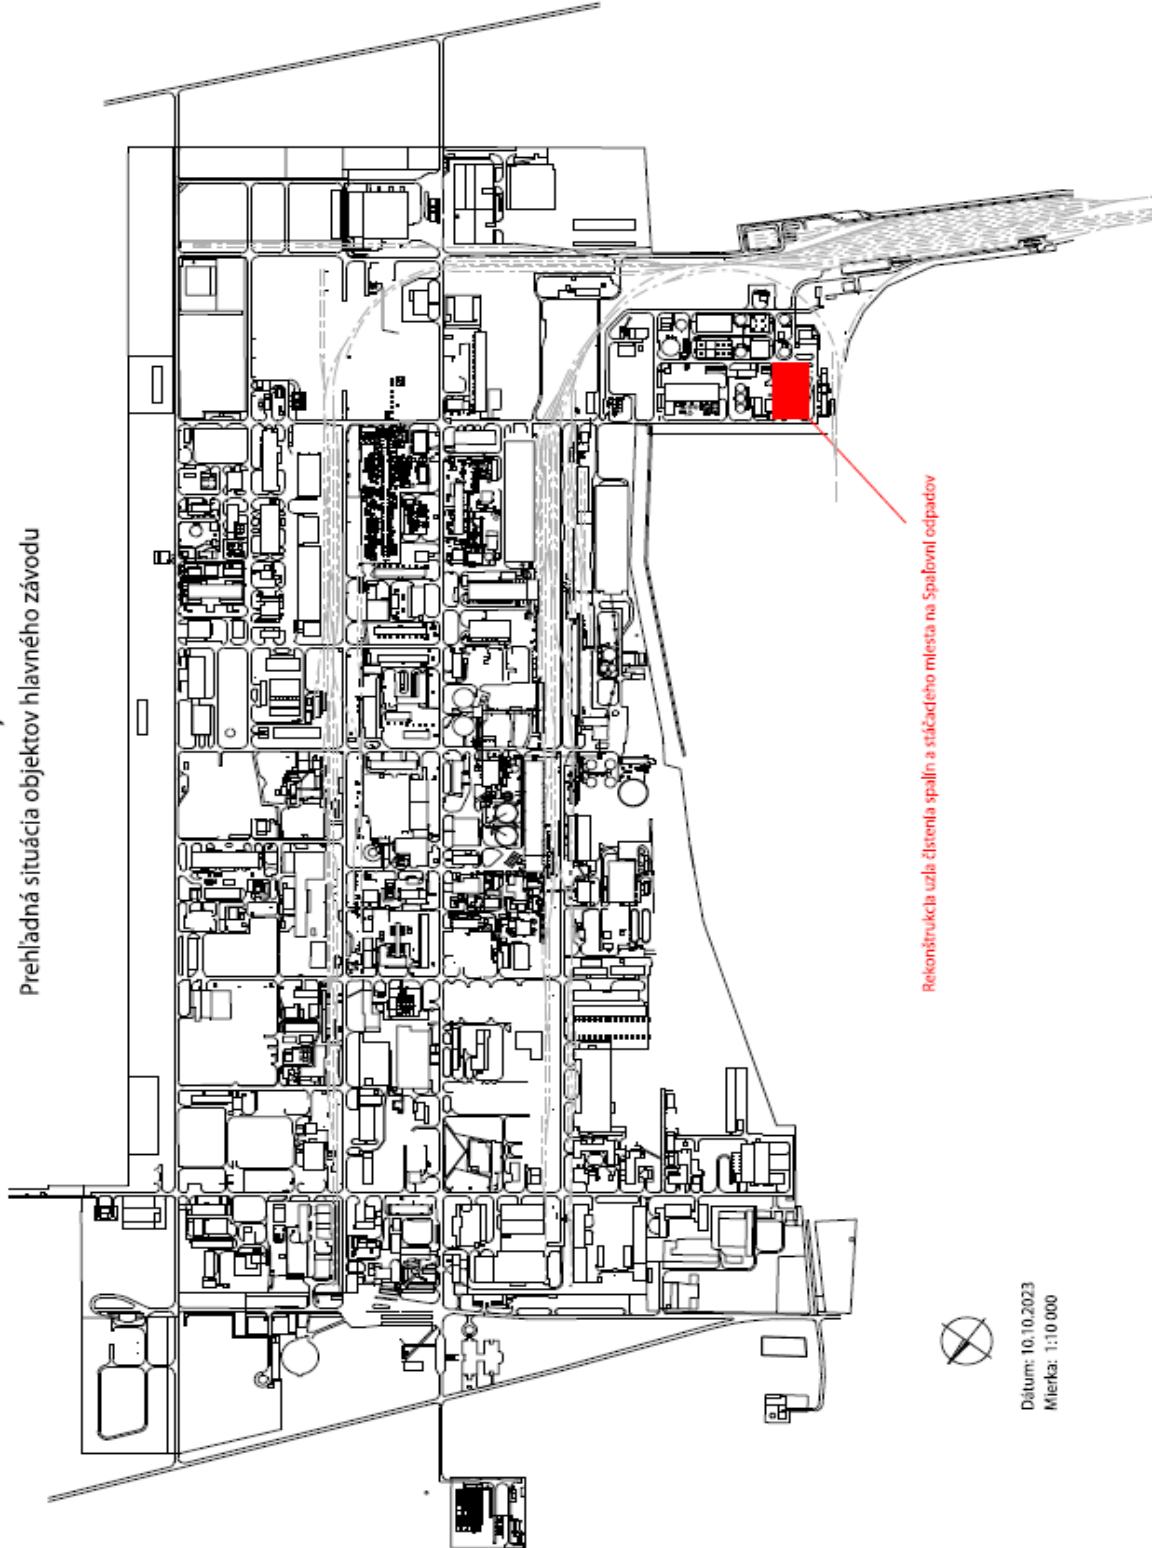 Prehľadná situácia objektov hlavného závodu
Rekonštrukcia uzla čistenia spalín a stáčadeho miesta na Spaľovni odpadov
Dátum: 10.10.2023
Mierka: 1:10 000